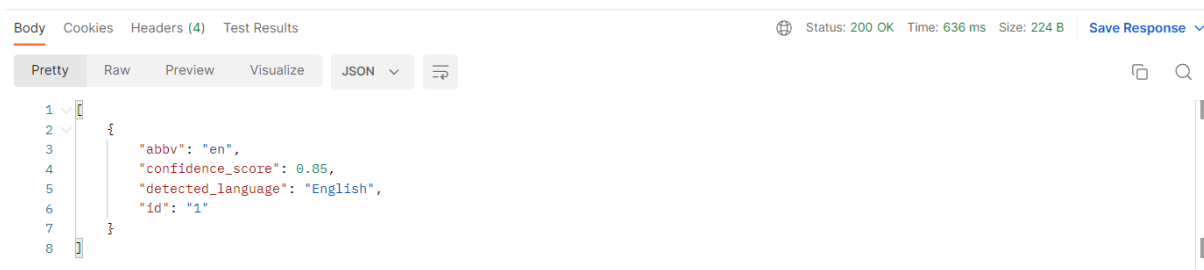 Body Cookies Headers (4) Test Results Status: 200 OK Time: 636 ms Size: 224 B Save Response
Pretty Raw Preview Visualize JSON
1 [
2 {
3 "abbv": "en",
4 "confidence_score": 0.85,
5 "detected_language": "English",
6 "id": "1"
7 }
8 ]